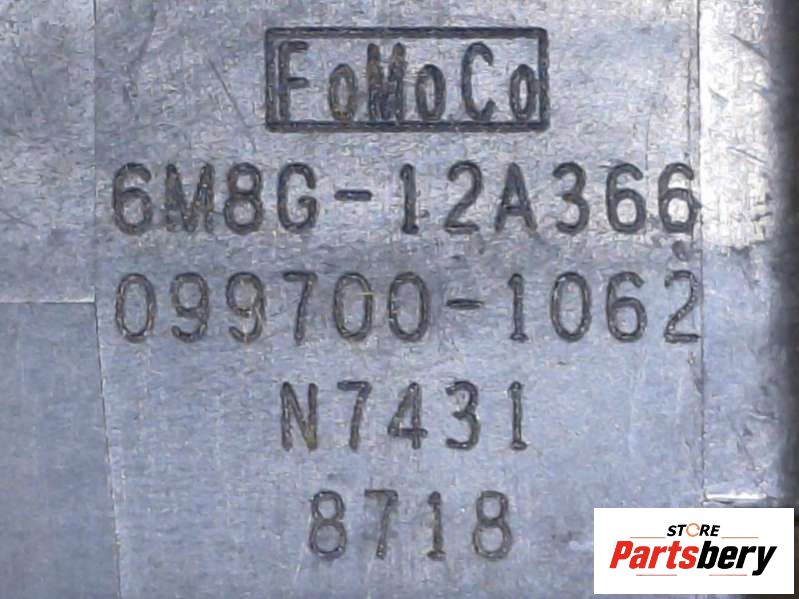 FoMoCo
6M8G-12A366
099700-1062
N7431
8718
STORE
Partsbery